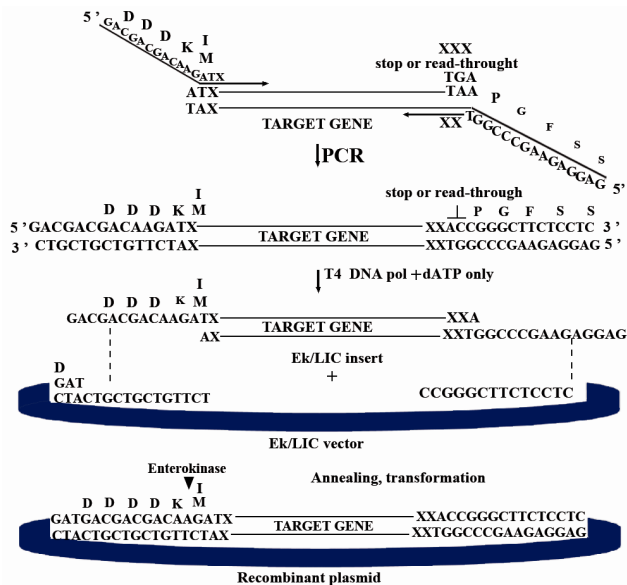 5' GACGACGACAAGATX
D D D K I
M
XXX
stop or read-throught
TGA
ATX TAA P G F S S
TAX XX TGGCCCGAAGAGGAG 5'
TARGET GENE
PCR
I
D D D K M stop or read-through P G F S S
5' GACGACGACAAGATX XXACCGGGCTTCTCCTC 3'
TARGET GENE
3' CTGCTGCTGTTCTAX XXTGGCCCGAAGAGGAG 5'
T4 DNA pol +dATP only
I
D D D K M
GACGACGACAAGATX XXA
TARGET GENE
AX XXTGGCCCGAAGAGGAG
Ek/LIC insert
D
+
GAT
CTACTGCTGCTGTTCT CCGGGCTTCTCCTC
Ek/LIC vector
Enterokinase
Annealing, transformation
I
D D D D K M
GATGACGACGACAAGATX XXACCGGGCTTCTCCTC
TARGET GENE
CTACTGCTGCTGTTCTAX XXTGGCCCGAAGAGGAG
Recombinant plasmid